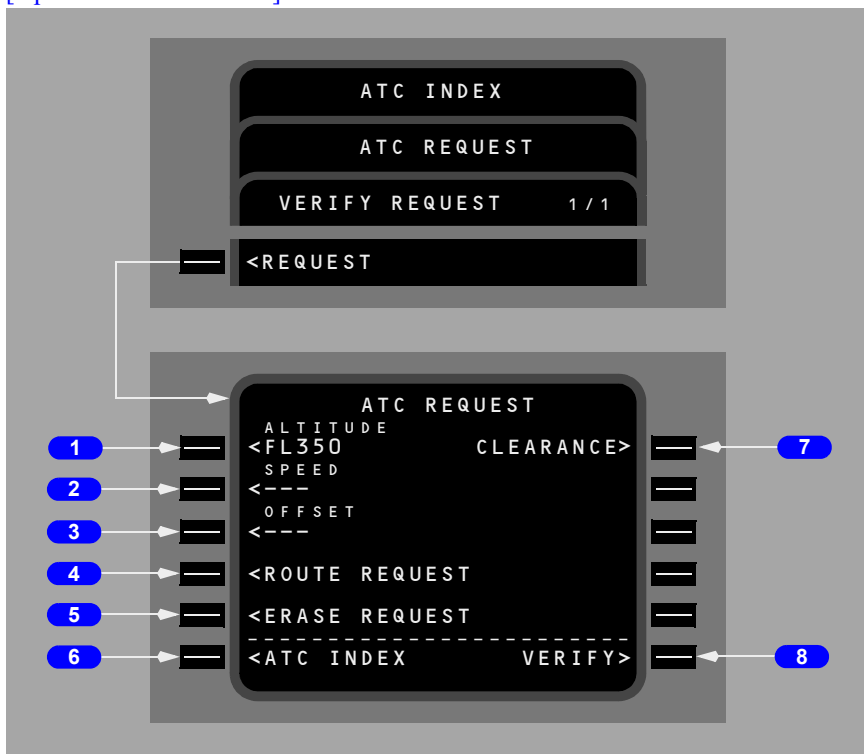 ATC INDEX
ATC REQUEST
VERIFY REQUEST 1/1
<REQUEST
ATC REQUEST
ALTITUDE
1 <FL350 CLEARANCE> 7
SPEED
2 <---
OFFSET
3 <---
4 <ROUTE REQUEST
5 <ERASE REQUEST
------------------------
6 <ATC INDEX VERIFY> 8